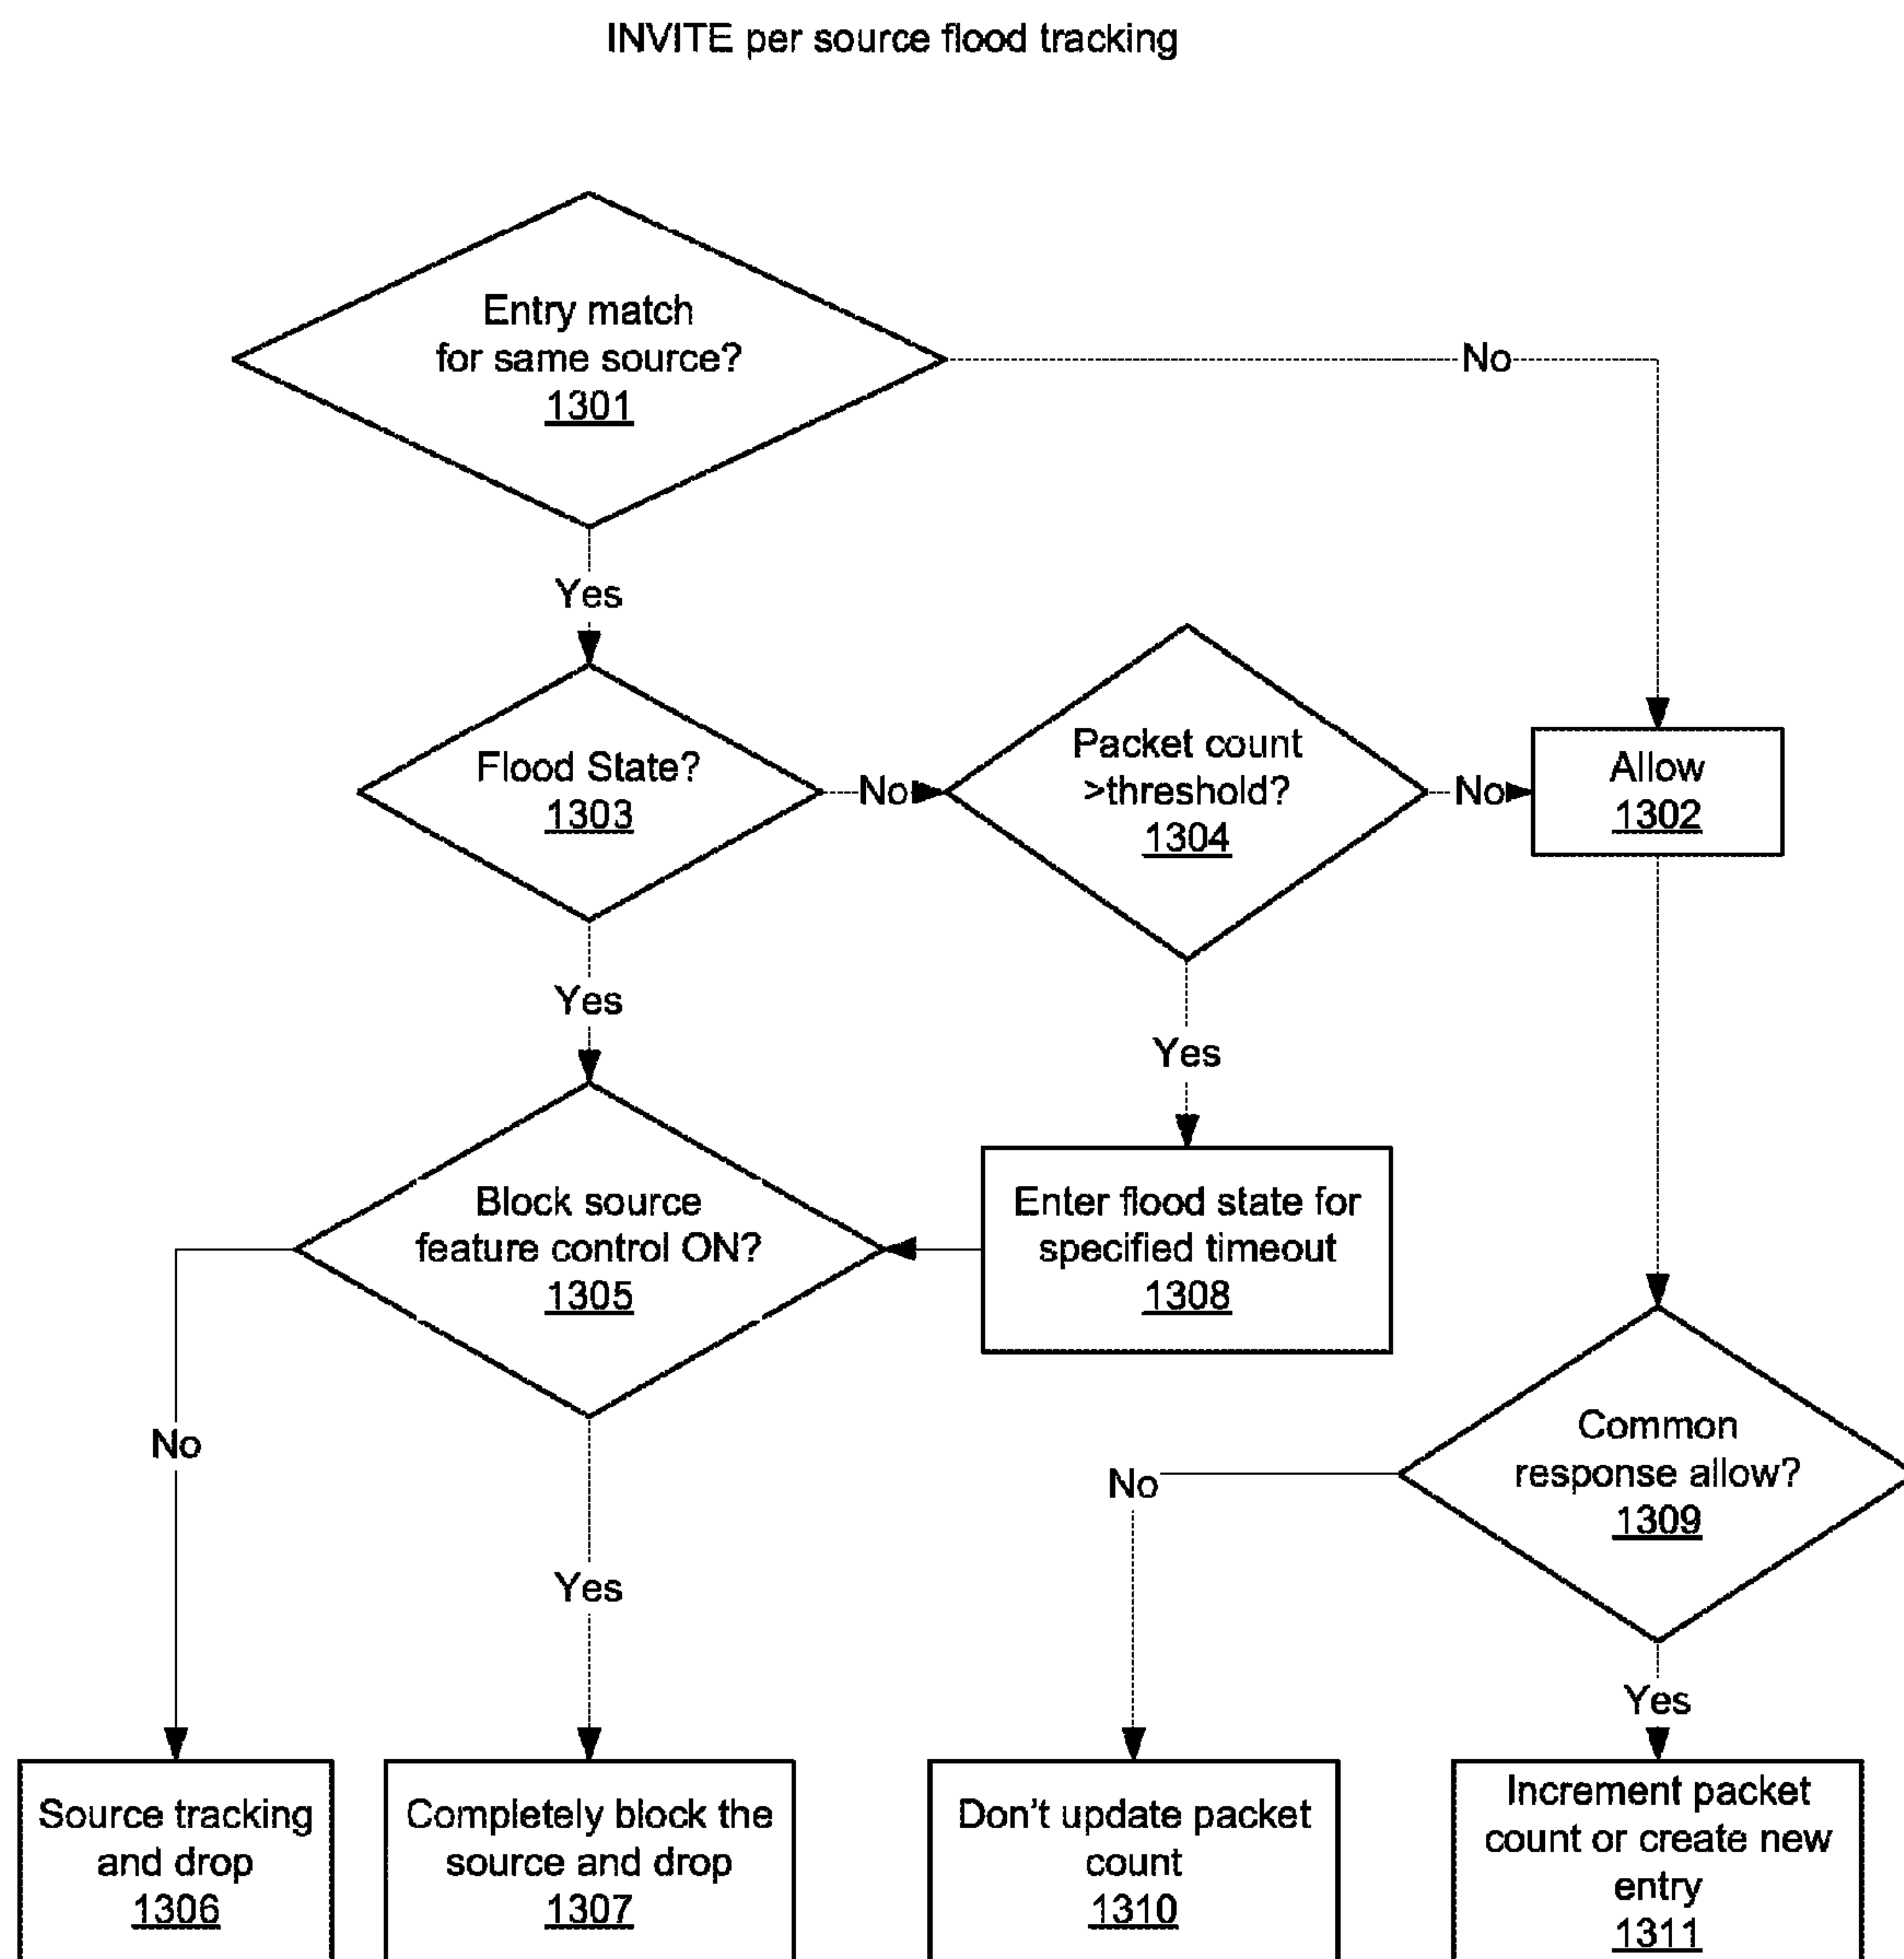 INVITE per source flood tracking
Entry match
for same source?
1301
No
Yes
Flood State?
1303
No
Packet count
>threshold?
1304
No
Allow
1302
Yes
Yes
Block source
feature control ON?
1305
Enter flood state for
specified timeout
1308
Common
response allow?
1309
No
No
Yes
Yes
Source tracking
and drop
1306
Completely block the
source and drop
1307
Don't update packet
count
1310
Increment packet
count or create new
entry
1311